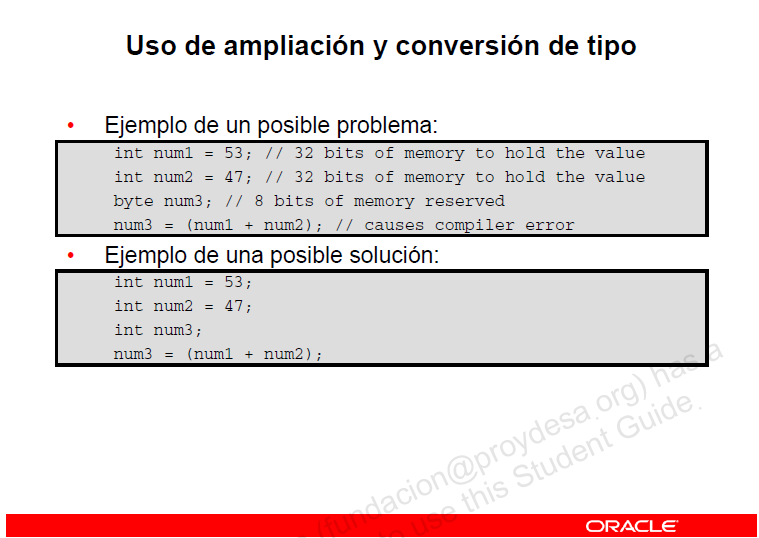 Uso de ampliación y conversión de tipo
• Ejemplo de un posible problema:
int num1 = 53; // 32 bits of memory to hold the value
int num2 = 47; // 32 bits of memory to hold the value
byte num3; // 8 bits of memory reserved
num3 = (num1 + num2); // causes compiler error
• Ejemplo de una posible solución:
int num1 = 53;
int num2 = 47;
int num3;
num3 = (num1 + num2);
(fundacion@proydesa.org) has a
use this Student Guide.
ORACLE